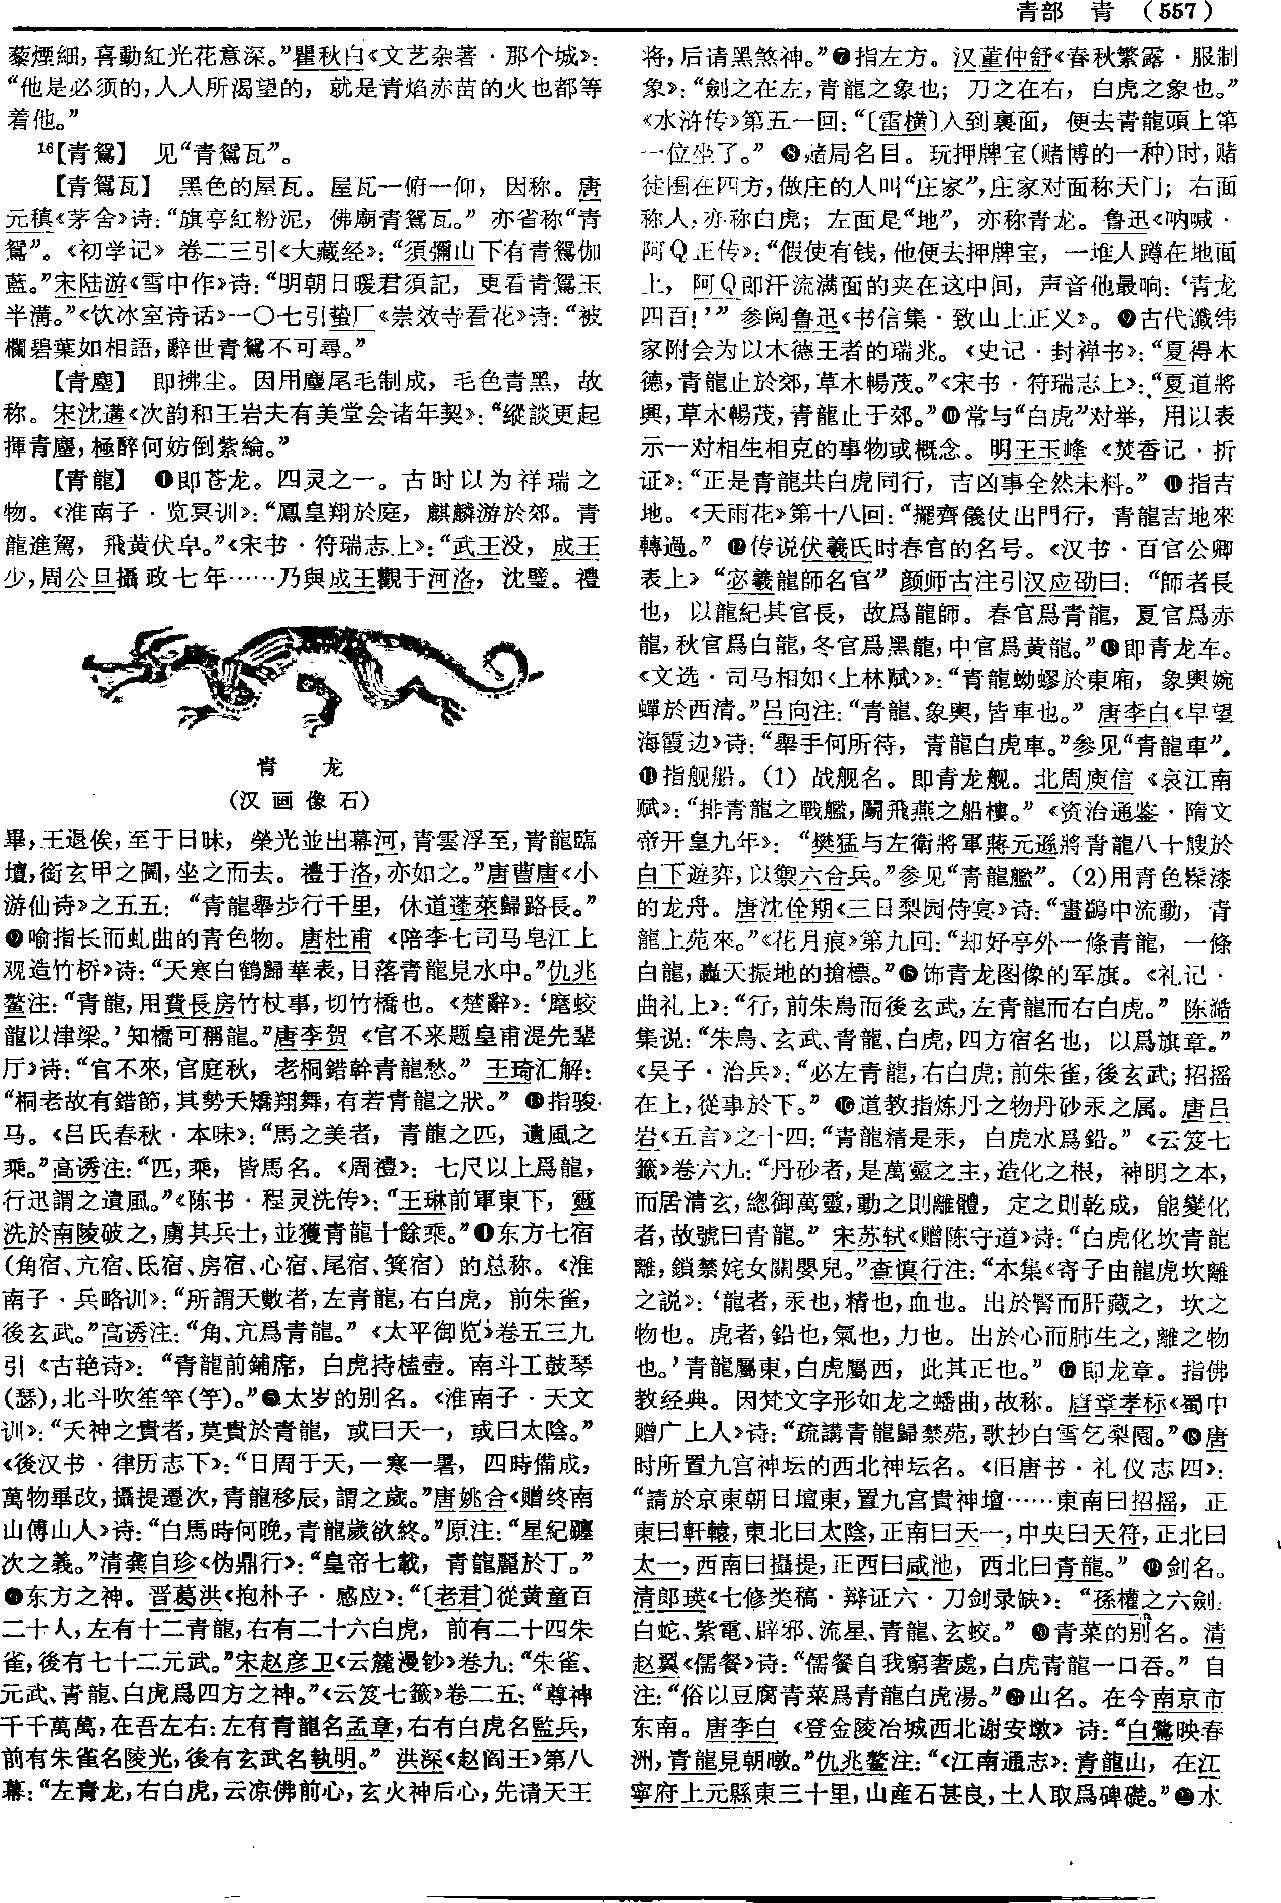 青部 青 (557)
藜煙細，喜動紅光花意深。”瞿秋白《文艺杂著·那个城》：
“他是必须的，人人所渴望的，就是青焰赤苗的火也都等
着他。”
16【青鴛】 见“青鴛瓦”。
【青鴛瓦】 黑色的屋瓦。屋瓦一俯一仰，因称。唐
元稹《茅舍》诗：“旗亭紅粉泥，佛廟青鴛瓦。”亦省称“青
鴛”。《初学记》卷二三引《大藏经》：“須彌山下有青鴛伽
藍。”宋陆游《雪中作》诗：“明朝日暖君須記，更看青鴛玉
半溝。”《饮冰室诗话》一〇七引蛰厂《崇效寺看花》诗：“被
欄碧葉如相語，辭世青鴛不可尋。”
【青麈】 即拂尘。因用麈尾毛制成，毛色青黑，故
称。宋沈遘《次韵和王岩夫有美堂会诸年契》：“縱談更起
揮青麈，極醉何妨倒紫綸。”
【青龍】 ❶即苍龙。四灵之一。古时以为祥瑞之
物。《淮南子·览冥训》：“鳳皇翔於庭，麒麟游於郊。青
龍進駕，飛黄伏皁。”《宋书·符瑞志上》：“武王没，成王
少，周公旦攝政七年……乃與成王觀于河洛，沈璧。禮
青 龙
(汉画像石)
畢，王退俟，至于日昧，榮光並出幕河，青雲浮至，青龍臨
壇，銜玄甲之圖，坐之而去。禮于洛，亦如之。”唐曹唐《小
游仙诗》之五五：“青龍舉步行千里，休道蓬萊歸路長。”
❷喻指长而虬曲的青色物。唐杜甫《陪李七司马皂江上
观造竹桥》诗：“天寒白鶴歸華表，日落青龍見水中。”仇兆
鳌注：“青龍，用費長房竹杖事，切竹橋也。《楚辭》：‘麾蛟
龍以津梁。’知橋可稱龍。”唐李贺《官不来题皇甫湜先辈
厅》诗：“官不來，官庭秋，老桐錯幹青龍愁。”王琦汇解：
“桐老故有錯節，其勢夭矯翔舞，有若青龍之狀。”❸指骏
马。《吕氏春秋·本味》：“馬之美者，青龍之匹，遺風之
乘。”高诱注：“匹，乘，皆馬名。《周禮》：七尺以上爲龍，
行迅謂之遺風。”《陈书·程灵洗传》：“王琳前軍東下，靈
洗於南陵破之，虜其兵士，並獲青龍十餘乘。”❹东方七宿
(角宿、亢宿、氐宿、房宿、心宿、尾宿、箕宿)的总称。《淮
南子·兵略训》：“所謂天數者，左青龍，右白虎，前朱雀，
後玄武。”高诱注：“角、亢爲青龍。”《太平御览》卷五三九
引《古艳诗》：“青龍前鋪席，白虎持榼壺。南斗工鼓琴
(瑟)，北斗吹笙竿(竽)。”❺太岁的别名。《淮南子·天文
训》：“天神之貴者，莫貴於青龍，或曰天一，或曰太陰。”
《後汉书·律历志下》：“日周于天，一寒一暑，四時備成，
萬物畢改，攝提遷次，青龍移辰，謂之歲。”唐姚合《赠终南
山傅山人》诗：“白馬時何晚，青龍歲欲終。”原注：“星紀躔
次之義。”清龚自珍《伪鼎行》：“皇帝七載，青龍麗於丁。”
❻东方之神。晋葛洪《抱朴子·感应》：“〔老君〕從黄童百
二十人，左有十二青龍，右有二十六白虎，前有二十四朱
雀，後有七十二元武。”宋赵彦卫《云麓漫钞》卷九：“朱雀、
元武、青龍、白虎爲四方之神。”《云笈七籤》卷二五：“尊神
千千萬萬，在吾左右：左有青龍名孟章，右有白虎名監兵，
前有朱雀名陵光，後有玄武名執明。”洪深《赵阎王》第八
幕：“左青龙，右白虎，云凉佛前心，玄火神后心，先请天王
将，后请黑煞神。”❼指左方。汉董仲舒《春秋繁露·服制
象》：“劍之在左，青龍之象也；刀之在右，白虎之象也。”
《水浒传》第五一回：“〔雷横〕入到裏面，便去青龍頭上第
一位坐了。”❽赌局名目。玩押牌宝(赌博的一种)时，赌
徒围在四方，做庄的人叫“庄家”，庄家对面称天门；右面
称人，亦称白虎；左面是“地”，亦称青龙。鲁迅《呐喊·
阿Q正传》：“假使有钱，他便去押牌宝，一堆人蹲在地面
上，阿Q即汗流满面的夹在这中间，声音他最响：‘青龙
四百！’”参阅鲁迅《书信集·致山上正义》。❾古代谶纬
家附会为以木德王者的瑞兆。《史记·封禅书》：“夏得木
德，青龍止於郊，草木暢茂。”《宋书·符瑞志上》：“夏道將
興，草木暢茂，青龍止于郊。”❿常与“白虎”对举，用以表
示一对相生相克的事物或概念。明王玉峰《焚香记·折
证》：“正是青龍共白虎同行，吉凶事全然未料。”⓫指吉
地。《天雨花》第十八回：“擺齊儀仗出門行，青龍吉地來
轉過。”⓬传说伏羲氏时春官的名号。《汉书·百官公卿
表上》“宓羲龍師名官”颜师古注引汉应劭曰：“師者長
也，以龍紀其官長，故爲龍師。春官爲青龍，夏官爲赤
龍，秋官爲白龍，冬官爲黑龍，中官爲黄龍。”⓭即青龙车。
《文选·司马相如〈上林赋〉》：“青龍蚴蟉於東廂，象輿婉
蟬於西清。”吕向注：“青龍、象輿，皆車也。”唐李白《早望
海霞边》诗：“舉手何所待，青龍白虎車。”参见“青龍車”。
⓮指舰船。(1)战舰名。即青龙舰。北周庾信《哀江南
赋》：“排青龍之戰艦，鬭飛燕之船樓。”《资治通鉴·隋文
帝开皇九年》：“樊猛与左衛將軍蔣元遜將青龍八十艘於
白下遊弈，以禦六合兵。”参见“青龍艦”。(2)用青色髹漆
的龙舟。唐沈佺期《三日梨园侍宴》诗：“畫鷁中流動，青
龍上苑來。”《花月痕》第九回：“却好亭外一條青龍，一條
白龍，轟天振地的搶標。”⓯饰青龙图像的军旗。《礼记·
曲礼上》：“行，前朱鳥而後玄武，左青龍而右白虎。”陈澔
集说：“朱鳥、玄武、青龍、白虎，四方宿名也，以爲旗章。”
《吴子·治兵》：“必左青龍，右白虎；前朱雀，後玄武；招摇
在上，從事於下。”⓰道教指炼丹之物丹砂汞之属。唐吕
岩《五言》之十四：“青龍精是汞，白虎水爲鉛。”《云笈七
籤》卷六九：“丹砂者，是萬靈之主，造化之根，神明之本，
而居清玄，總御萬靈，動之則離體，定之則乾成，能變化
者，故號曰青龍。”宋苏轼《赠陈守道》诗：“白虎化坎青龍
離，鎖禁姹女關嬰兒。”查慎行注：“本集《寄子由龍虎坎離
之説》：‘龍者，汞也，精也，血也。出於腎而肝藏之，坎之
物也。虎者，鉛也，氣也，力也。出於心而肺生之，離之物
也。’青龍屬東，白虎屬西，此其正也。”⓱即龙章。指佛
教经典。因梵文字形如龙之蟠曲，故称。唐章孝标《蜀中
赠广上人》诗：“疏講青龍歸禁苑，歌抄白雪乞梨園。”⓲唐
时所置九宫神坛的西北神坛名。《旧唐书·礼仪志四》：
“請於京東朝日壇東，置九宫貴神壇……東南曰招摇，正
東曰軒轅，東北曰太陰，正南曰天一，中央曰天符，正北曰
太一，西南曰攝提，正西曰咸池，西北曰青龍。”⓳剑名。
清郎瑛《七修类稿·辩证六·刀剑录缺》：“孫權之六劍：
白蛇、紫電、辟邪、流星、青龍、玄蛟。”⓴青菜的别名。清
赵翼《儒餐》诗：“儒餐自我窮奢處，白虎青龍一口吞。”自
注：“俗以豆腐青菜爲青龍白虎湯。”㉑山名。在今南京市
东南。唐李白《登金陵冶城西北谢安墩》诗：“白鷺映春
洲，青龍見朝暾。”仇兆鳌注：“《江南通志》：青龍山，在江
寧府上元縣東三十里，山産石甚良，土人取爲碑礎。”㉒水